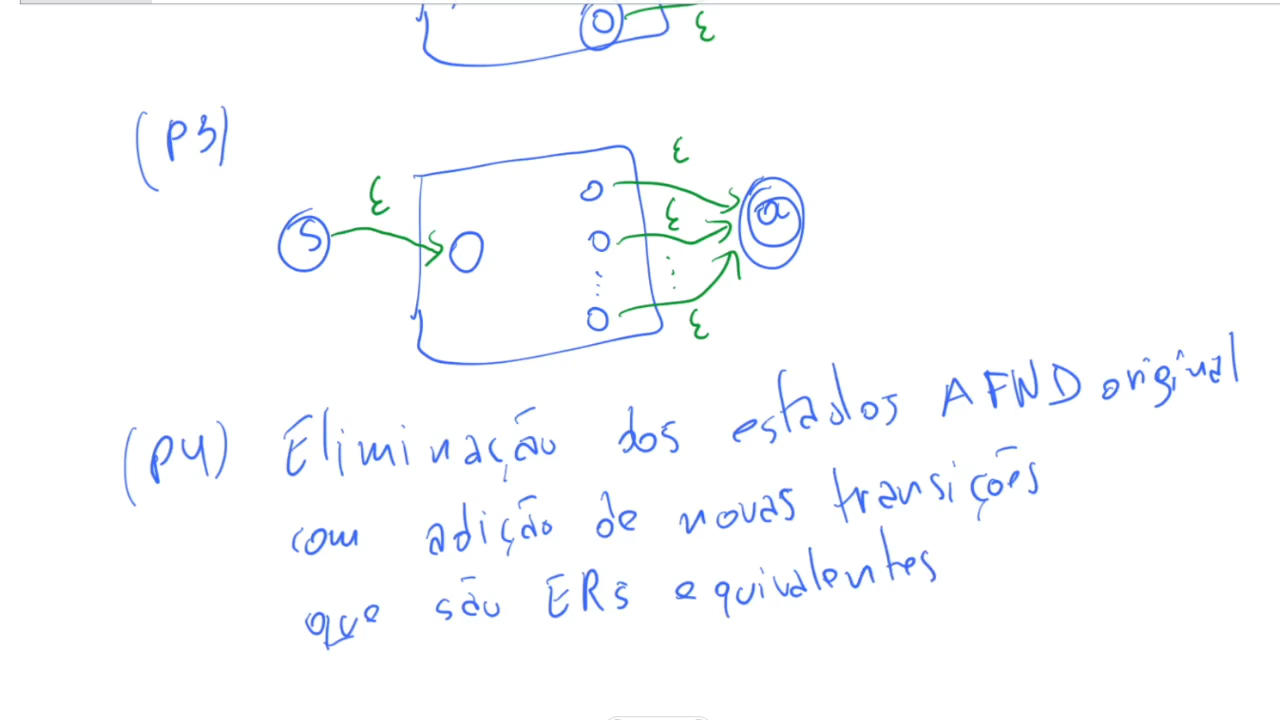 ε
(P3)
ε
S
ε
ε
a
ε
(P4) Eliminação dos estados AFND original
com adição de novas transições
que são ERs equivalentes